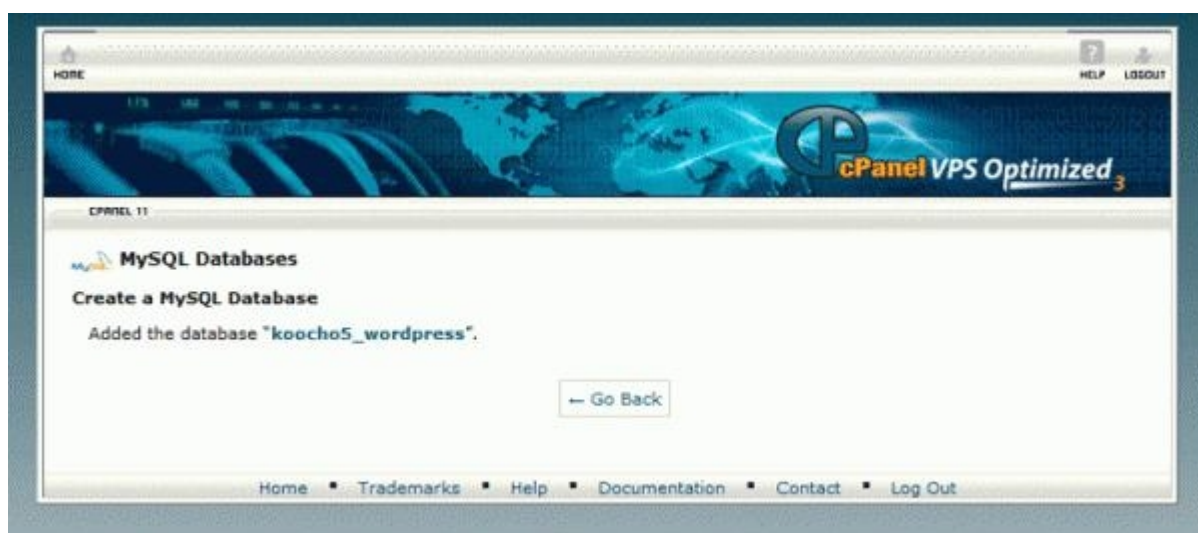 HOME
HELP LOGOUT
cPanel VPS Optimized 3
CPANEL 11
MySQL MySQL Databases
Create a MySQL Database
Added the database "koocho5_wordpress".
← Go Back
Home ▪ Trademarks ▪ Help ▪ Documentation ▪ Contact ▪ Log Out